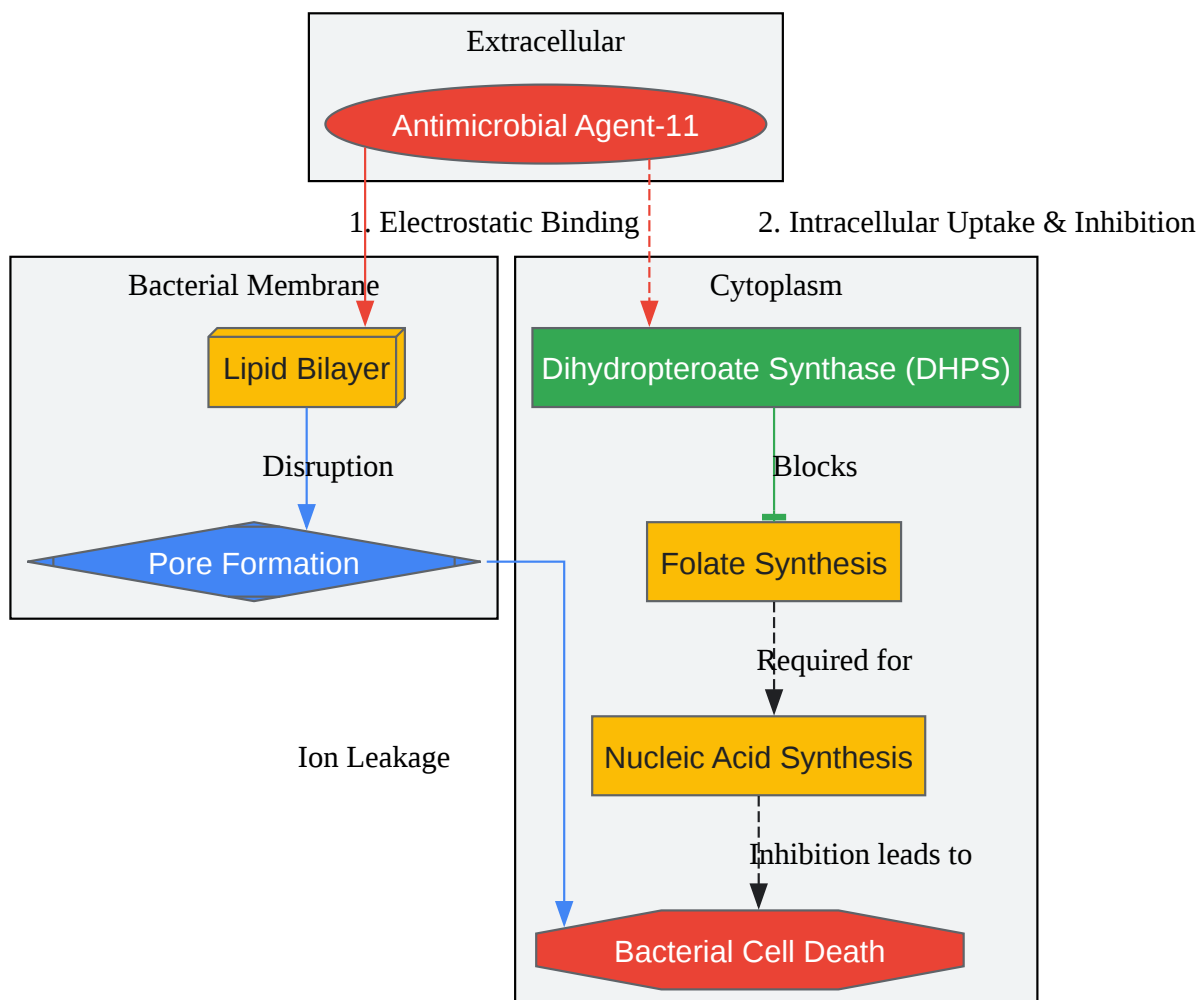 Extracellular
Antimicrobial Agent-11
1. Electrostatic Binding
2. Intracellular Uptake & Inhibition
Bacterial Membrane
Cytoplasm
Lipid Bilayer
Dihydropteroate Synthase (DHPS)
Disruption
Blocks
Pore Formation
Folate Synthesis
Required for
Ion Leakage
Nucleic Acid Synthesis
Inhibition leads to
Bacterial Cell Death